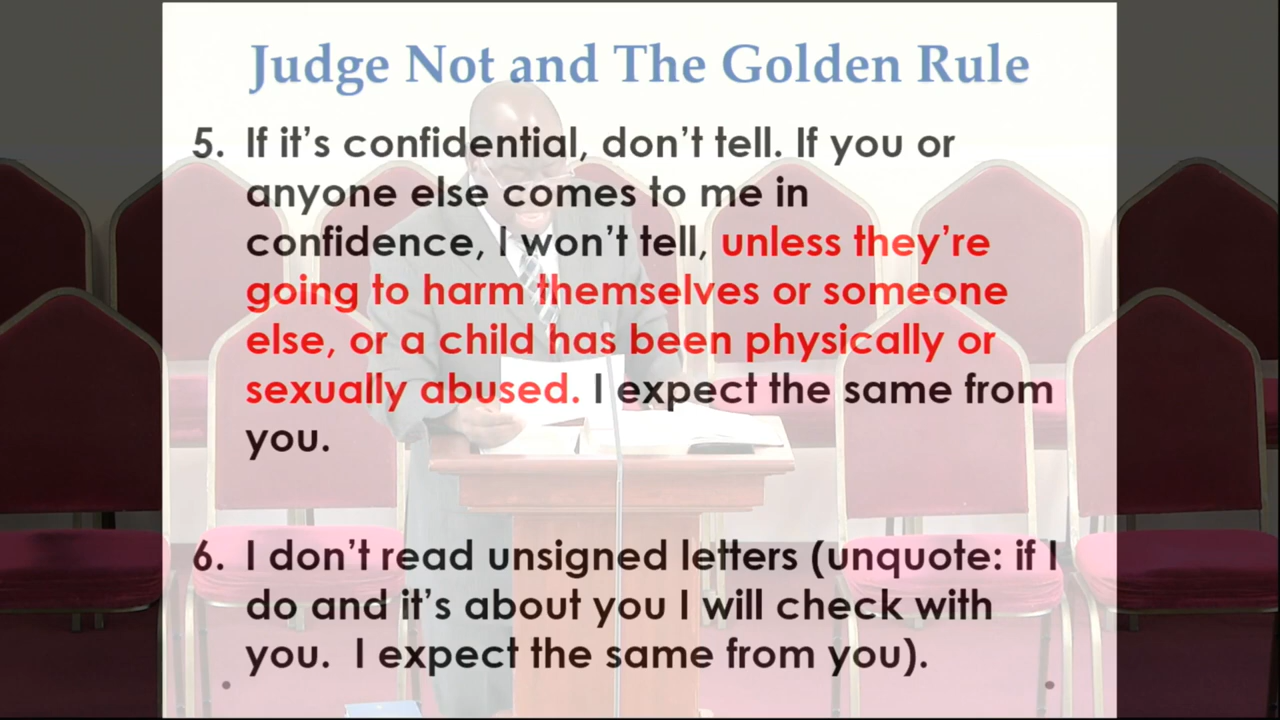 Judge Not and The Golden Rule
5. If it's confidential, don't tell. If you or
anyone else comes to me in
confidence, I won't tell, unless they're
going to harm themselves or someone
else, or a child has been physically or
sexually abused. I expect the same from
you.
6. I don't read unsigned letters (unquote: if I
do and it's about you I will check with
you.  I expect the same from you).